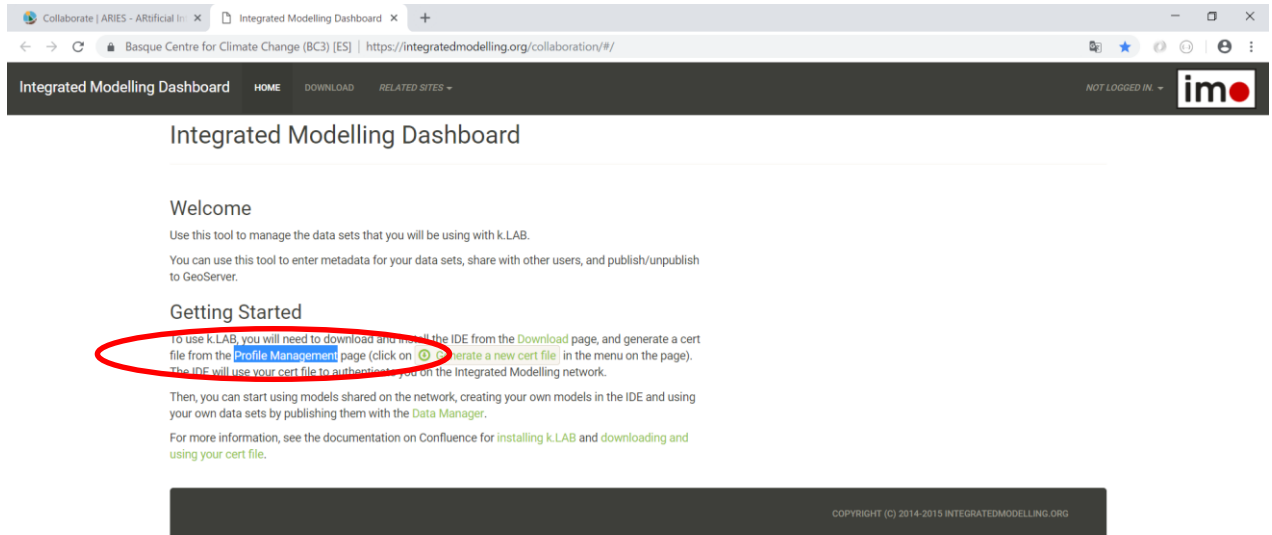 Collaborate | ARIES - ARtificial In
Integrated Modelling Dashboard
Basque Centre for Climate Change (BC3) [ES] | https://integratedmodelling.org/collaboration/#/
Integrated Modelling Dashboard HOME DOWNLOAD RELATED SITES NOT LOGGED IN. im
Integrated Modelling Dashboard
Welcome
Use this tool to manage the data sets that you will be using with k.LAB.
You can use this tool to enter metadata for your data sets, share with other users, and publish/unpublish
to GeoServer.
Getting Started
To use k.LAB, you will need to download and install the IDE from the Download page, and generate a cert
file from the Profile Management page (click on Generate a new cert file in the menu on the page).
The IDE will use your cert file to authenticate you on the Integrated Modelling network.
Then, you can start using models shared on the network, creating your own models in the IDE and using
your own data sets by publishing them with the Data Manager.
For more information, see the documentation on Confluence for installing k.LAB and downloading and
using your cert file.
COPYRIGHT (C) 2014-2015 INTEGRATEDMODELLING.ORG